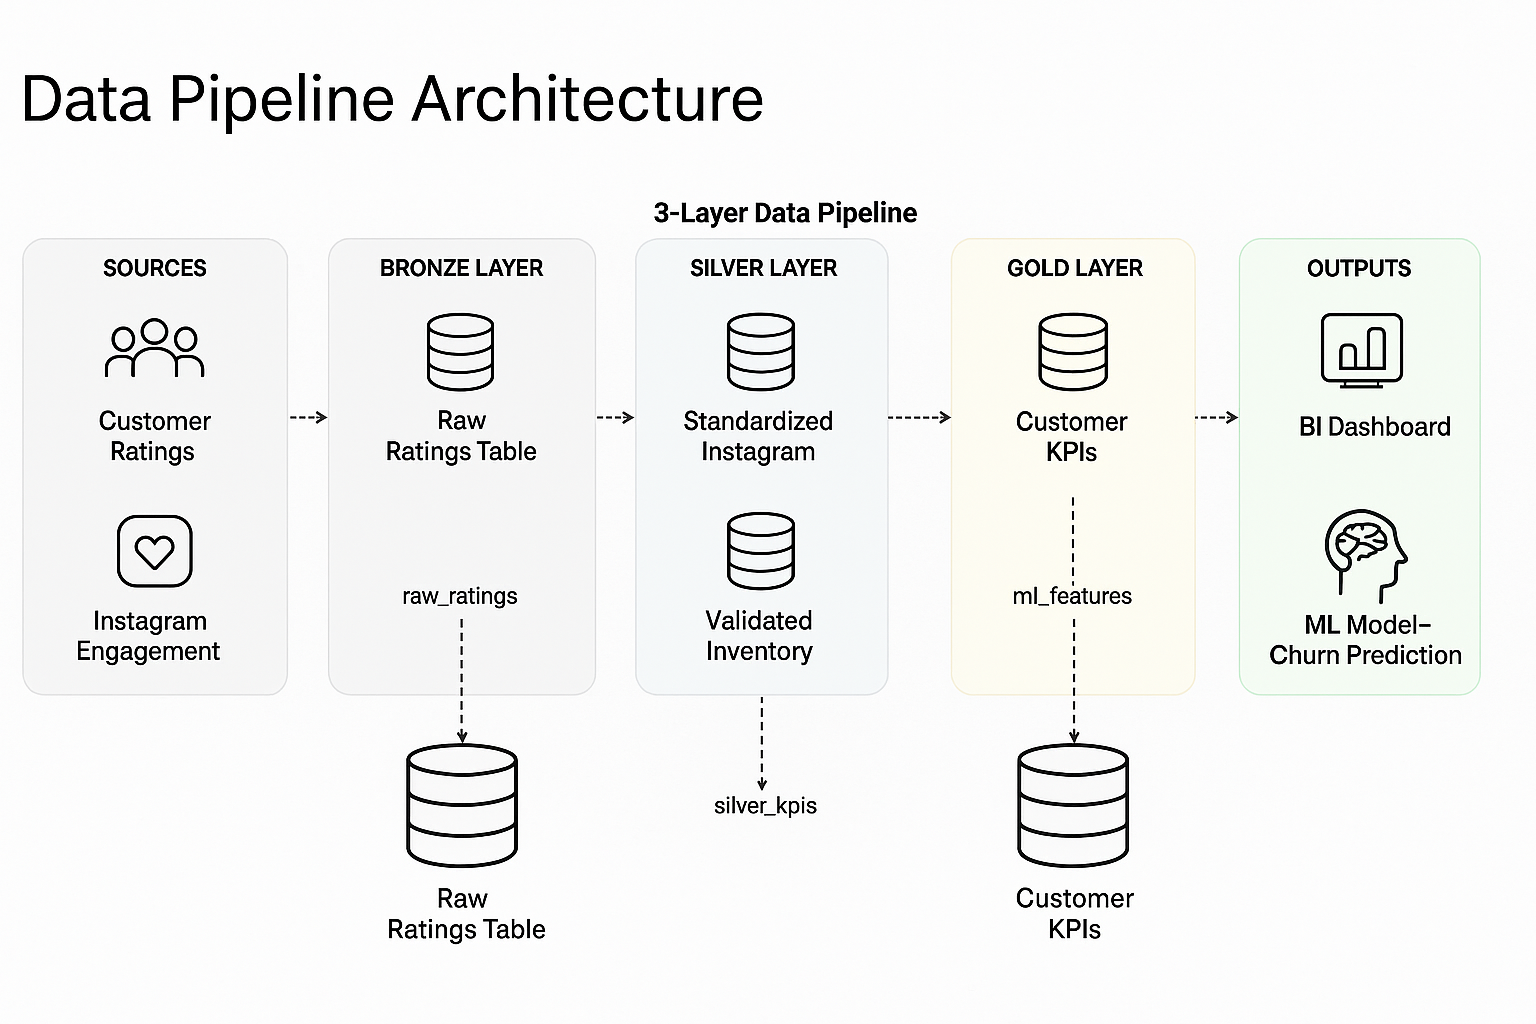 Data Pipeline Architecture
3-Layer Data Pipeline
SOURCES
Customer
Ratings
Instagram
Engagement
BRONZE LAYER
Raw
Ratings Table
raw_ratings
Raw
Ratings Table
SILVER LAYER
Standardized
Instagram
Validated
Inventory
silver_kpis
GOLD LAYER
Customer
KPIs
ml_features
Customer
KPIs
OUTPUTS
BI Dashboard
ML Model–
Churn Prediction